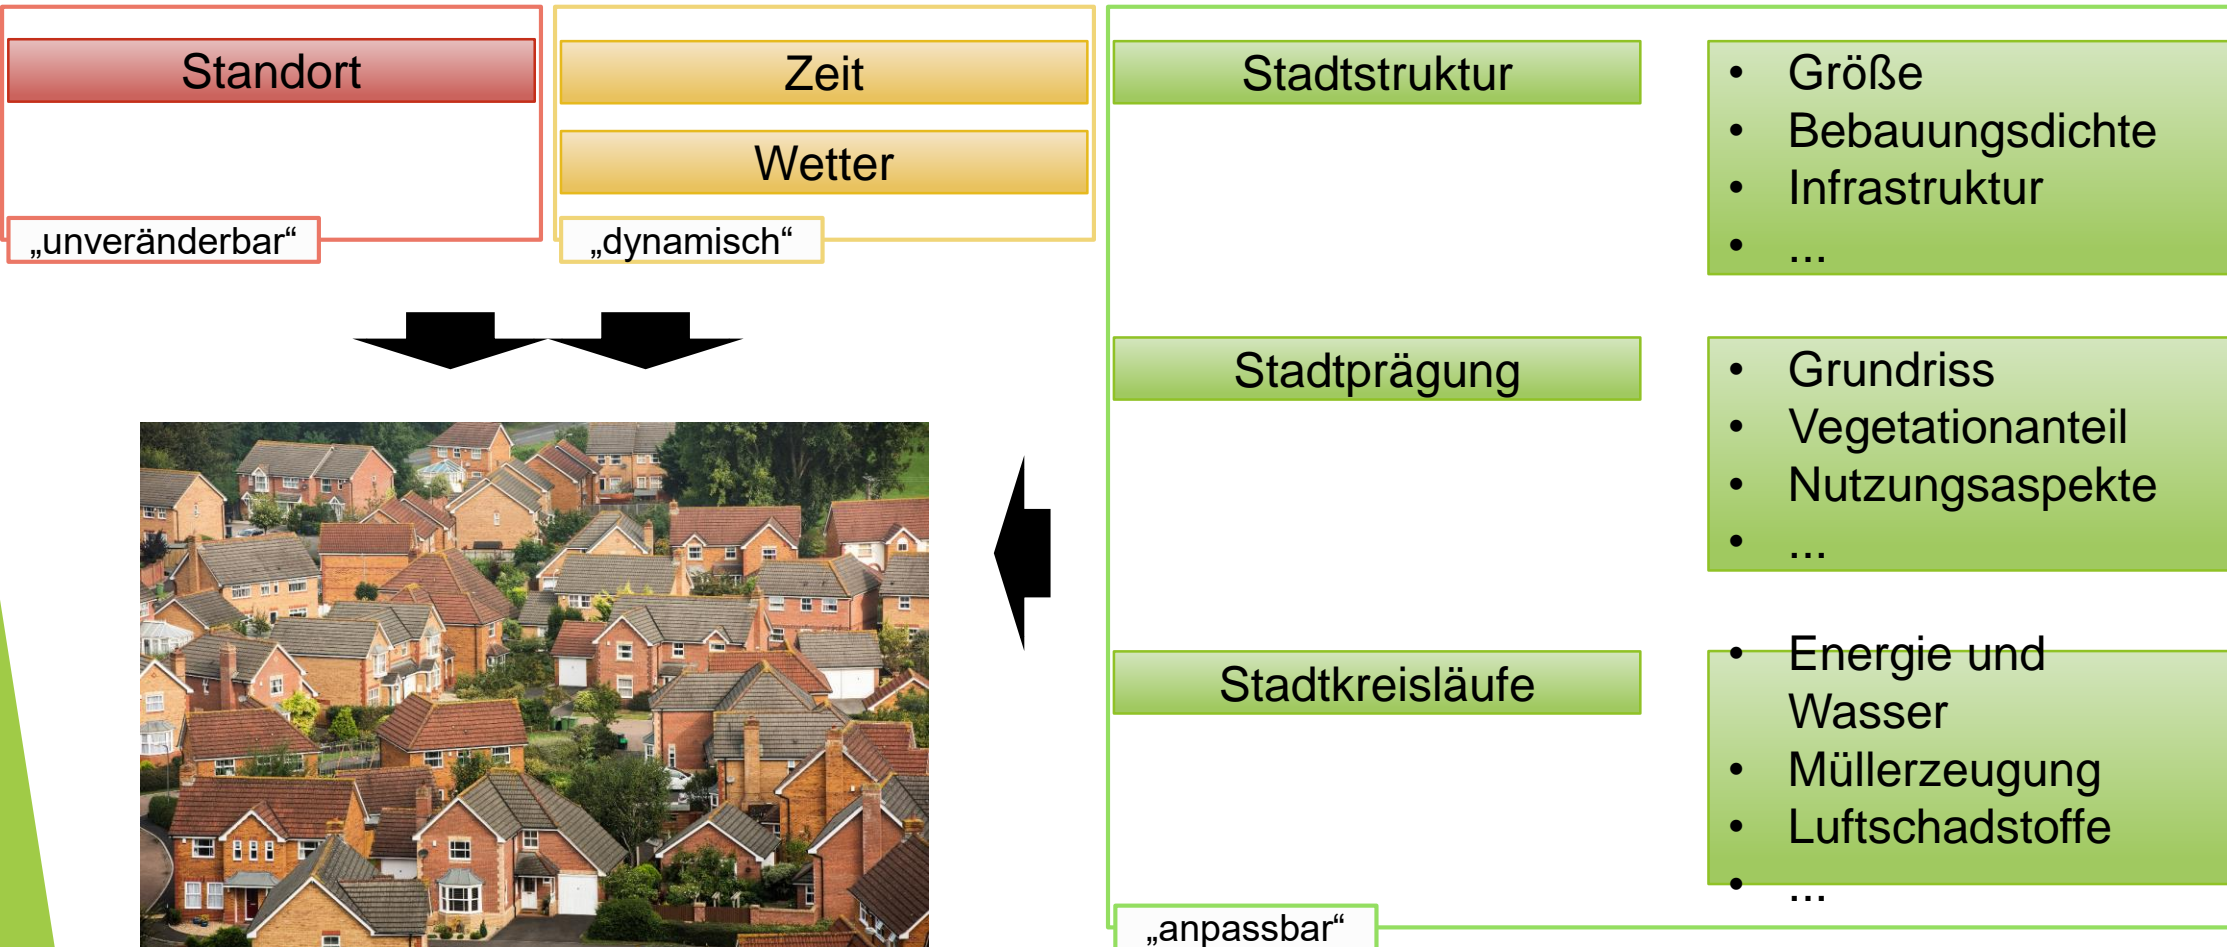 Standort
„unveränderbar“
Zeit
Wetter
„dynamisch“
Stadtstruktur
• Größe
• Bebauungsdichte
• Infrastruktur
• ...
Stadtprägung
• Grundriss
• Vegetationanteil
• Nutzungsaspekte
• ...
Stadtkreisläufe
• Energie und
Wasser
• Müllerzeugung
• Luftschadstoffe
• ...
„anpassbar“